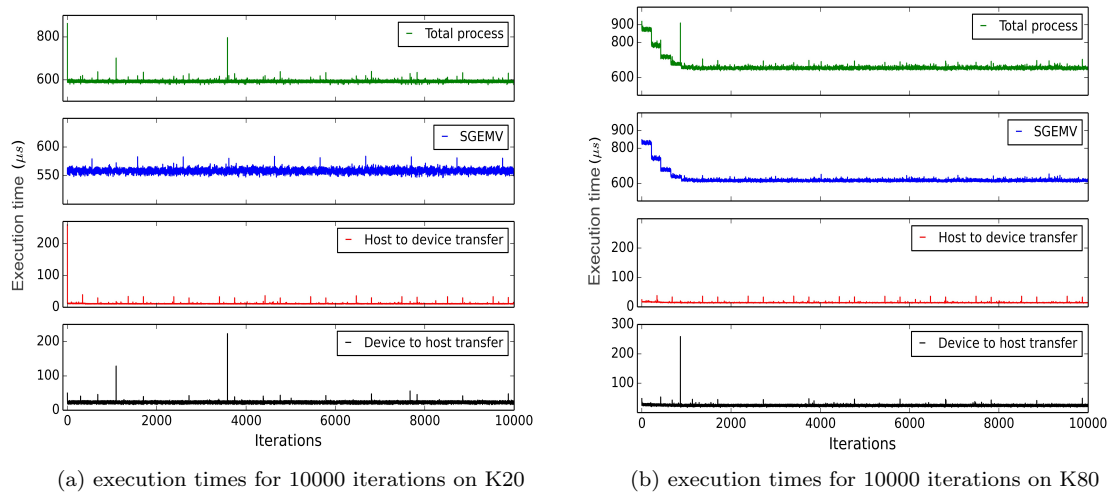 Execution time (µs)
800
600
Total process
600
550
SGEMV
200
100
0
Host to device transfer
200
100
0
Device to host transfer
0 2000 4000 6000 8000 10000
Iterations
(a) execution times for 10000 iterations on K20
Execution time (µs)
900
800
600
Total process
900
800
600
SGEMV
200
100
0
Host to device transfer
300
200
100
Device to host transfer
0 2000 4000 6000 8000 10000
Iterations
(b) execution times for 10000 iterations on K80